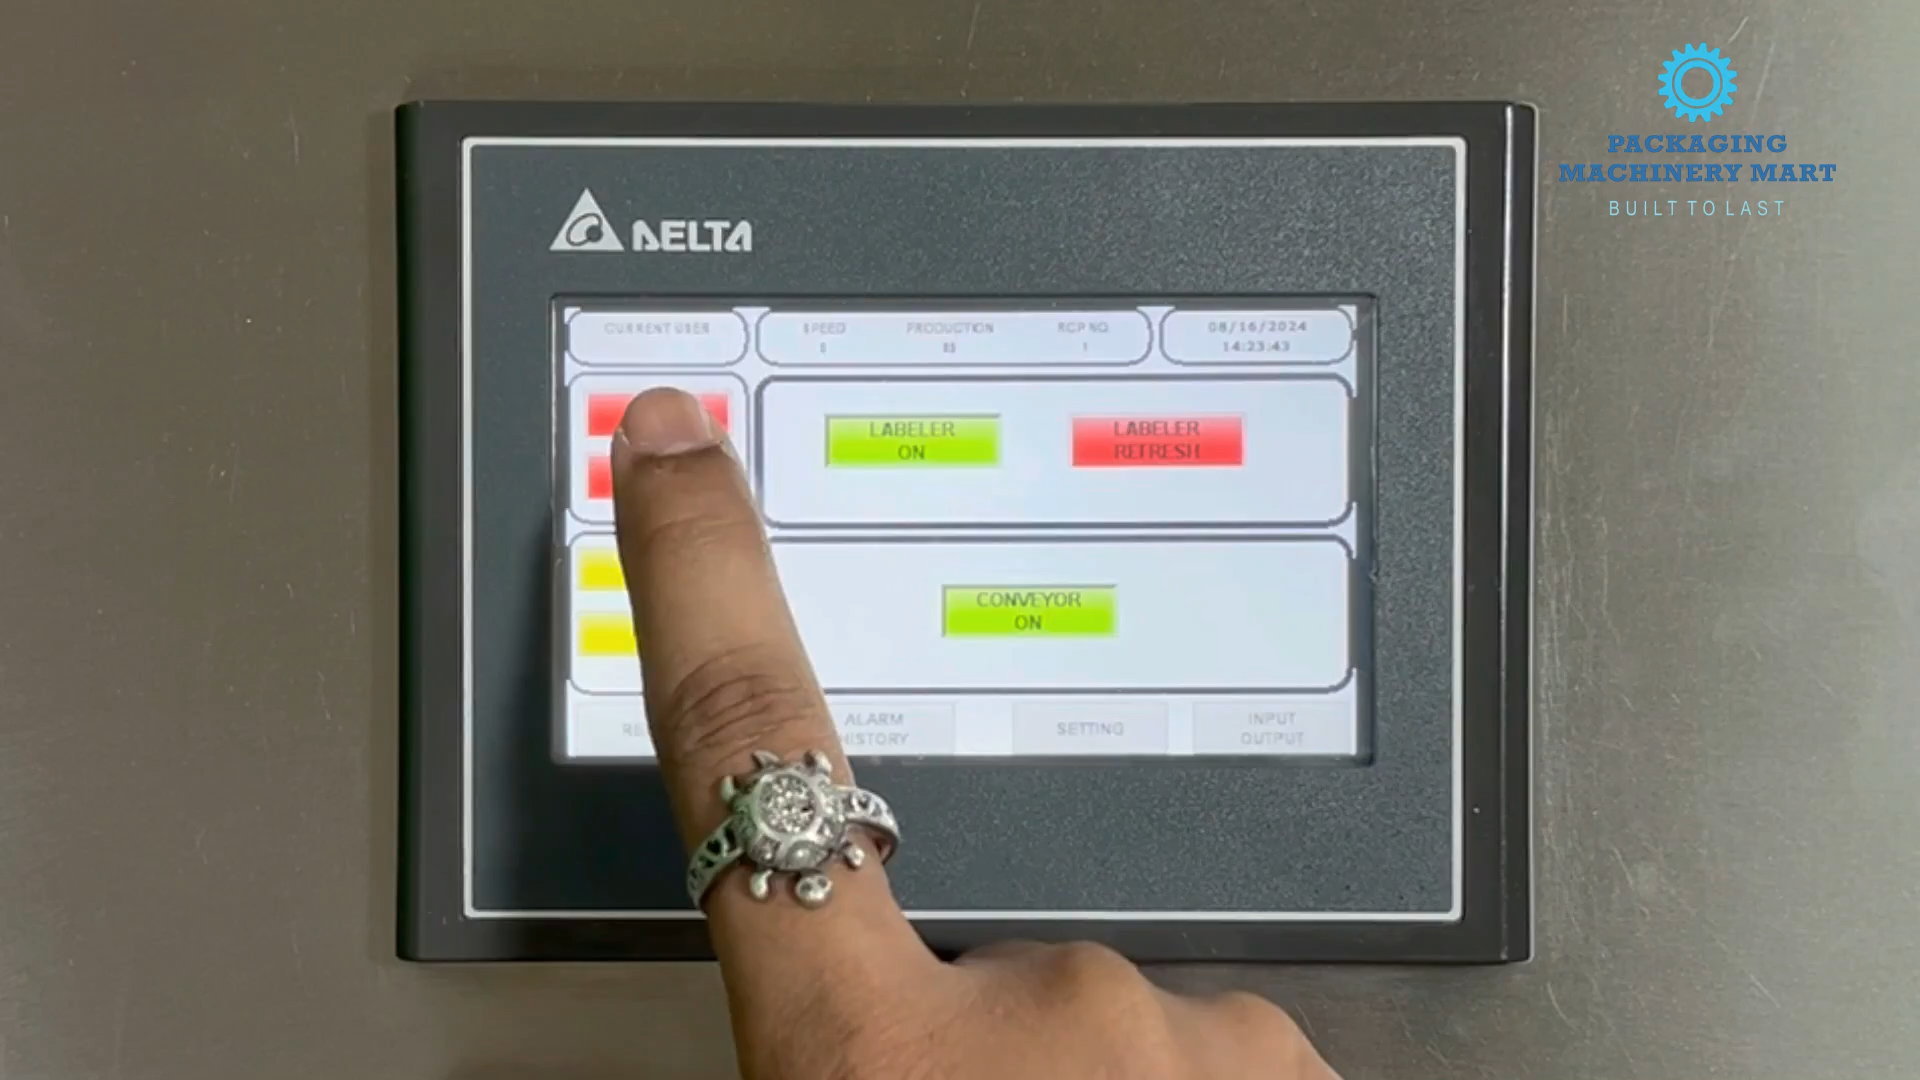 PACKAGING
MACHINERY MART
BUILT TO LAST
DELTA
CURRENT USER
SPEED PRODUCTION RCP NO
08/16/2024
14:23:43
LABELER
ON
LABELER
REFRESH
CONVEYOR
ON
ALARM
HISTORY
SETTING
INPUT
OUTPUT